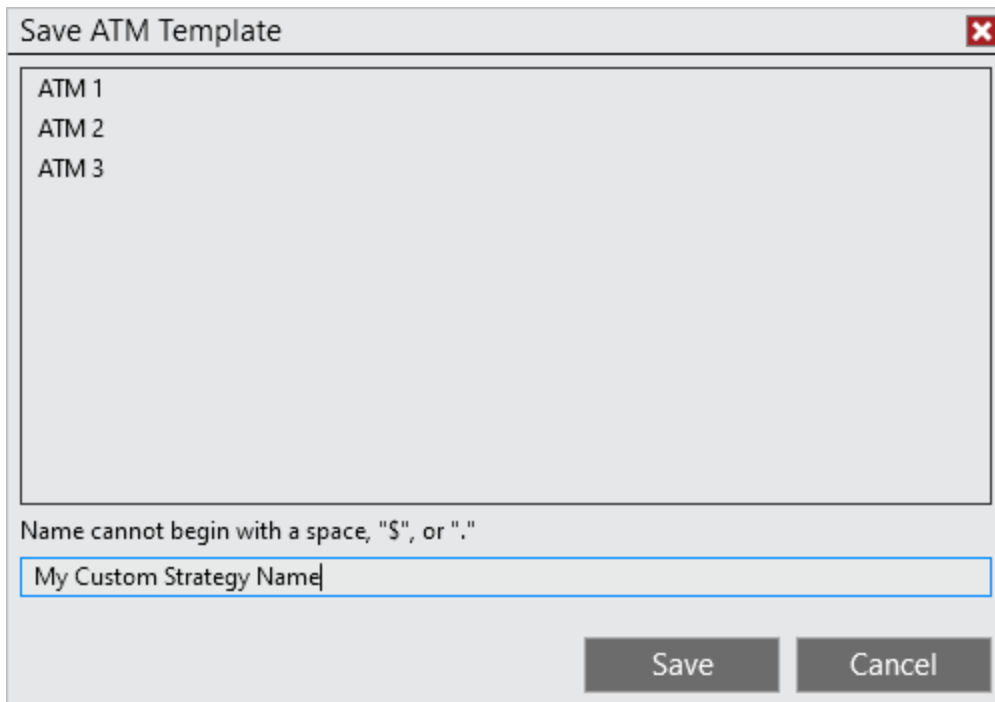 Save ATM Template
ATM 1
ATM 2
ATM 3
Name cannot begin with a space, "$", or "."
My Custom Strategy Name
Save
Cancel